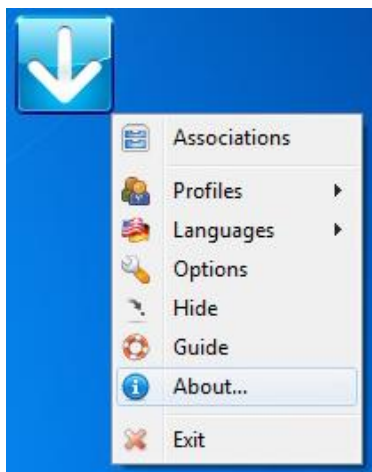 Associations
Profiles
Languages
Options
Hide
Guide
About...
Exit